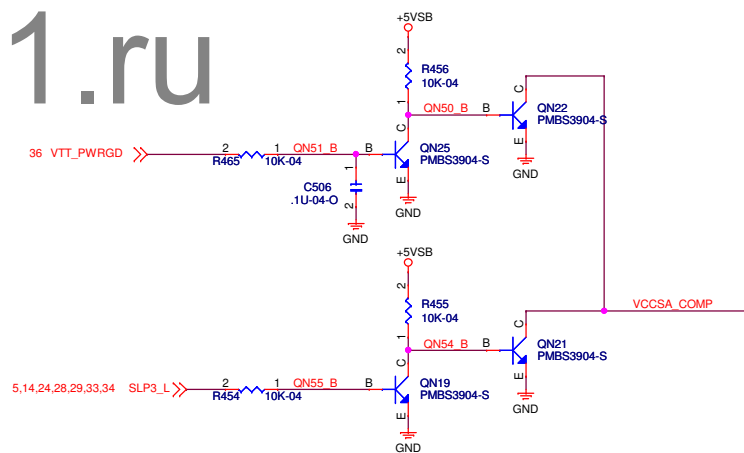 1.ru
+5VSB
2
R456
10K-04
1
QN50_B
B
C
QN22
PMBS3904-S
E
GND
36 VTT_PWRGD
2
R465
1
10K-04
QN51_B
B
C
QN25
PMBS3904-S
E
GND
1
C506
.1U-04-O
2
GND
+5VSB
2
R455
10K-04
1
QN54_B
B
C
QN21
PMBS3904-S
E
GND
VCCSA_COMP
5,14,24,28,29,33,34 SLP3_L
2
R454
1
10K-04
QN55_B
B
C
QN19
PMBS3904-S
E
GND